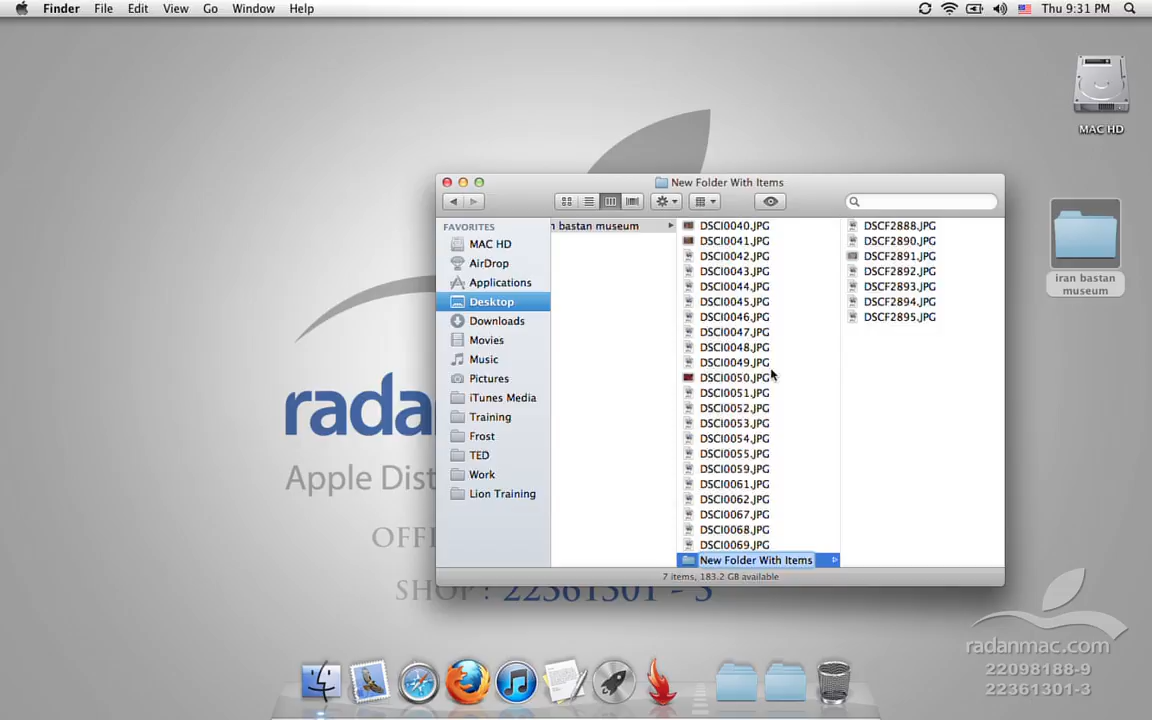 Finder File Edit View Go Window Help
Thu 9:31 PM
MAC HD
iran bastan
museum
New Folder With Items
FAVORITES
MAC HD
AirDrop
Applications
Desktop
Downloads
Movies
Music
Pictures
iTunes Media
Training
Frost
TED
Work
Lion Training
bastan museum
DSCI0040.JPG
DSCI0041.JPG
DSCI0042.JPG
DSCI0043.JPG
DSCI0044.JPG
DSCI0045.JPG
DSCI0046.JPG
DSCI0047.JPG
DSCI0048.JPG
DSCI0049.JPG
DSCI0050.JPG
DSCI0051.JPG
DSCI0052.JPG
DSCI0053.JPG
DSCI0054.JPG
DSCI0055.JPG
DSCI0059.JPG
DSCI0061.JPG
DSCI0062.JPG
DSCI0067.JPG
DSCI0068.JPG
DSCI0069.JPG
New Folder With Items
DSCF2888.JPG
DSCF2890.JPG
DSCF2891.JPG
DSCF2892.JPG
DSCF2893.JPG
DSCF2894.JPG
DSCF2895.JPG
7 items, 183.2 GB available
rada
Apple Dist
OFFI
SHOP : 22361301 - 3
radanmac.com
22098188-9
22361301-3